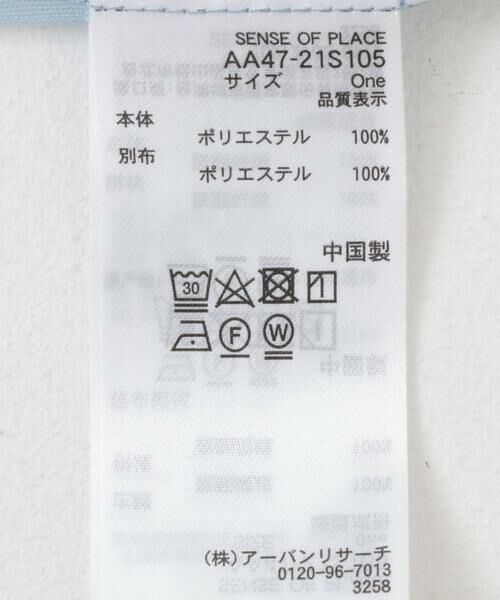 SENSE OF PLACE
AA47-21S105
サイズ One
品質表示
本体
ポリエステル 100%
別布
ポリエステル 100%
中国製
30
F W
(株)アーバンリサーチ
0120-96-7013
3258